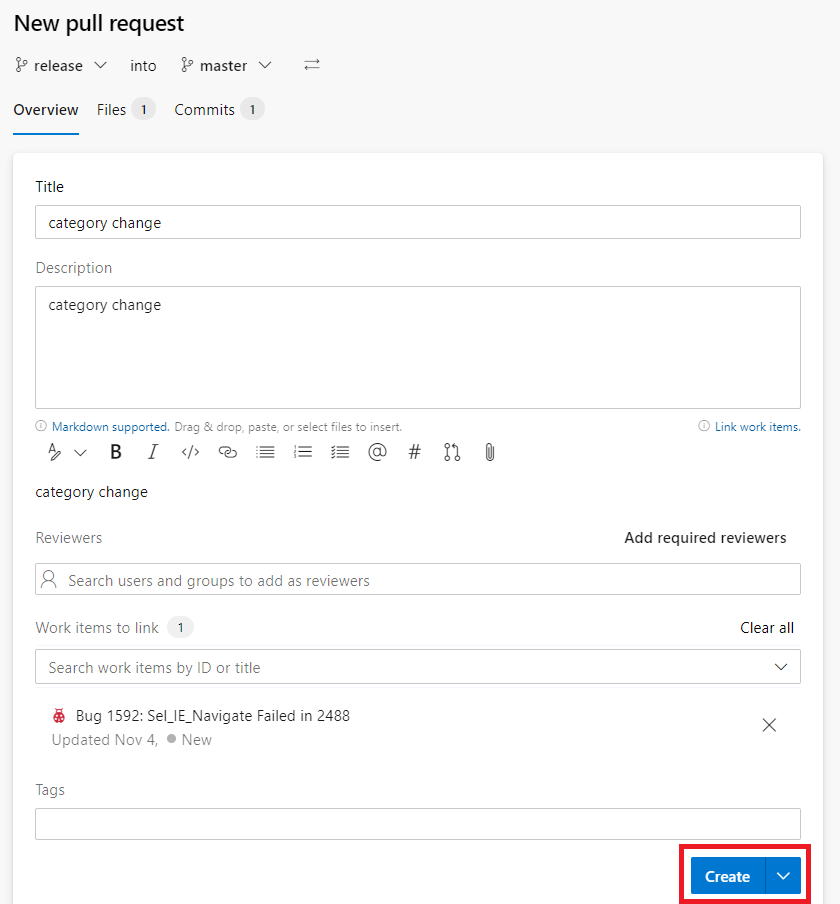 New pull request
release into master
Overview Files 1 Commits 1
Title
category change
Description
category change
Markdown supported. Drag & drop, paste, or select files to insert. Link work items.
B I </> @ #
category change
Reviewers Add required reviewers
Search users and groups to add as reviewers
Work items to link 1 Clear all
Search work items by ID or title
Bug 1592: Sel_IE_Navigate Failed in 2488
Updated Nov 4, New
Tags
Create